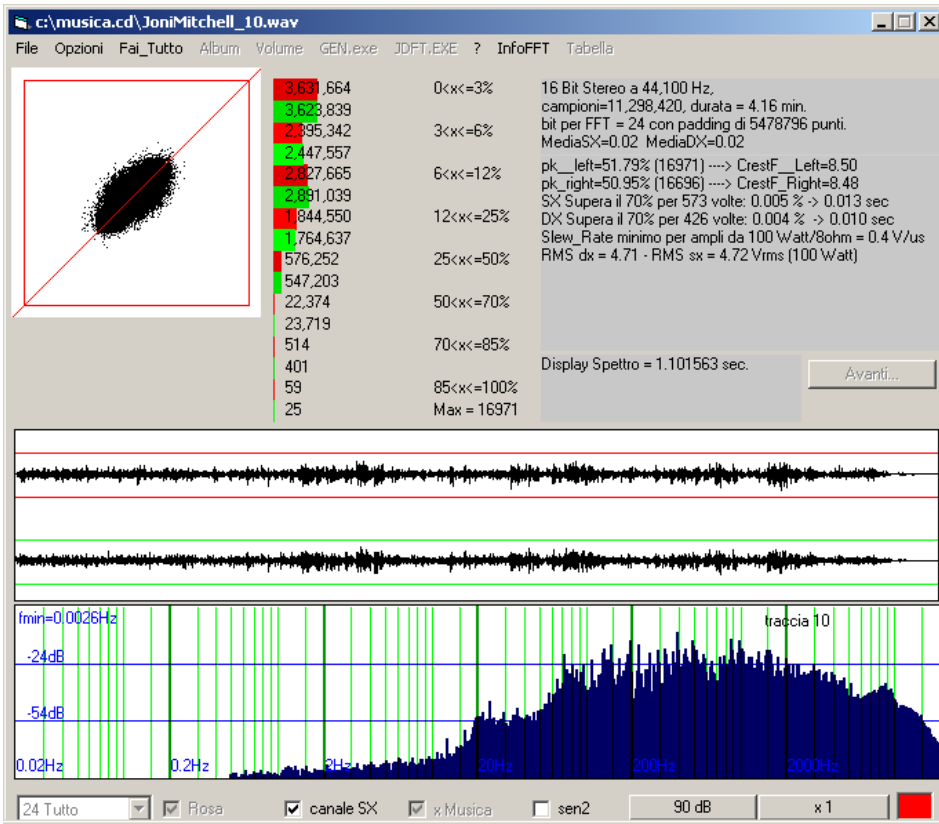 c:\musica.cd\JoniMitchell_10.wav
File Opzioni Fai_Tutto Album Volume GEN.exe JDFT.EXE ? InfoFFT Tabella
3,631,664 0<x<=3%
3,623,839
2,395,342 3<x<=6%
2,447,557
2,827,665 6<x<=12%
2,891,039
1,844,550 12<x<=25%
1,764,637
576,252 25<x<=50%
547,203
22,374 50<x<=70%
23,719
514 70<x<=85%
401
59 85<x<=100%
25 Max = 16971
16 Bit Stereo a 44,100 Hz,
campioni=11,298,420, durata = 4.16 min.
bit per FFT = 24 con padding di 5478796 punti.
MediaSX=0.02 MediaDX=0.02
pk__left=51.79% (16971) ----> CrestF__Left=8.50
pk_right=50.95% (16696) ----> CrestF_Right=8.48
SX Supera il 70% per 573 volte: 0.005 % -> 0.013 sec
DX Supera il 70% per 426 volte: 0.004 % -> 0.010 sec
Slew_Rate minimo per ampli da 100 Watt/8ohm = 0.4 V/us
RMS dx = 4.71 - RMS sx = 4.72 Vrms (100 Watt)
Display Spettro = 1.101563 sec.
Avanti...
fmin=0.0026Hz traccia 10
-24dB
-54dB
0.02Hz 0.2Hz 2Hz 20Hz 200Hz 2000Hz
24 Tutto Rosa canale SX x Musica sen2 90 dB x 1